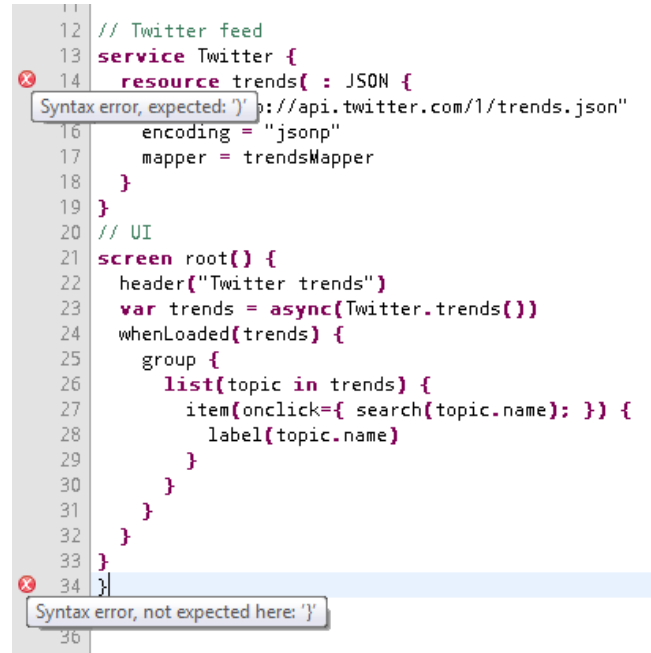 11
12 // Twitter feed
13 service Twitter {
14 resource trends( : JSON {
Syntax error, expected: ')' p://api.twitter.com/1/trends.json"
16 encoding = "jsonp"
17 mapper = trendsMapper
18 }
19 }
20 // UI
21 screen root() {
22 header("Twitter trends")
23 var trends = async(Twitter.trends())
24 whenLoaded(trends) {
25 group {
26 list(topic in trends) {
27 item(onclick={ search(topic.name); }) {
28 label(topic.name)
29 }
30 }
31 }
32 }
33 }
34 }
Syntax error, not expected here: '}'
36